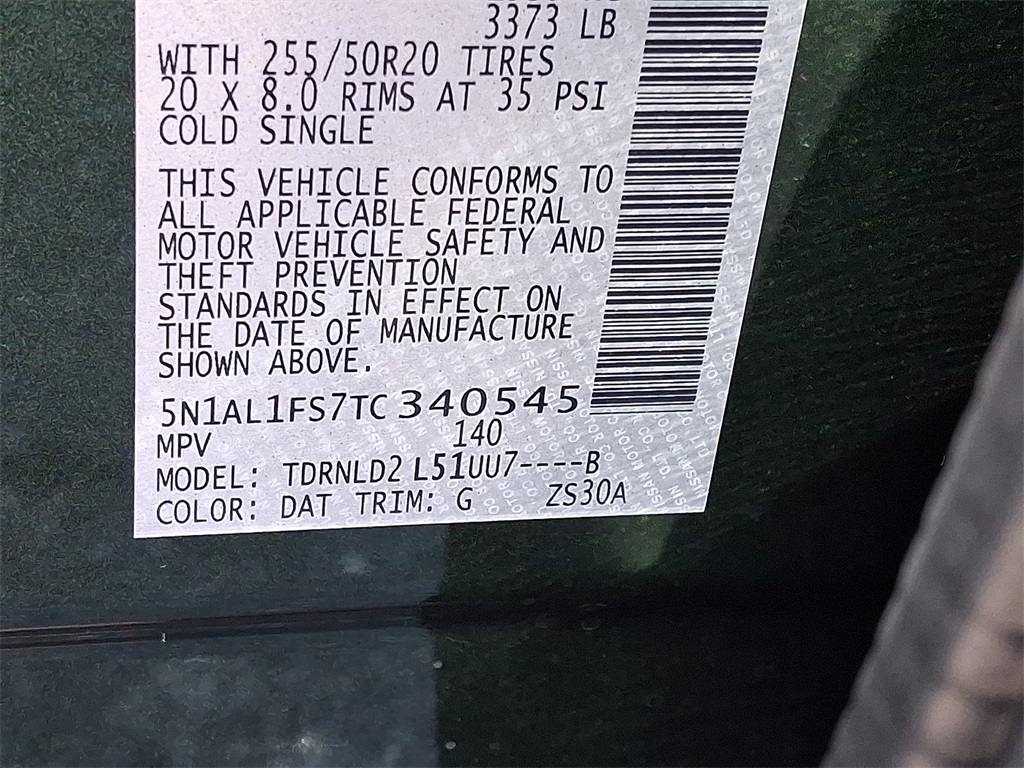 3373 LB
WITH 255/50R20 TIRES
20 X 8.0 RIMS AT 35 PSI
COLD SINGLE
THIS VEHICLE CONFORMS TO
ALL APPLICABLE FEDERAL
MOTOR VEHICLE SAFETY AND
THEFT PREVENTION
STANDARDS IN EFFECT ON
THE DATE OF MANUFACTURE
SHOWN ABOVE.
5N1AL1FS7TC 340545
MPV 140
MODEL: TDRNLD2 L51UU7----B
COLOR: DAT TRIM: G ZS30A